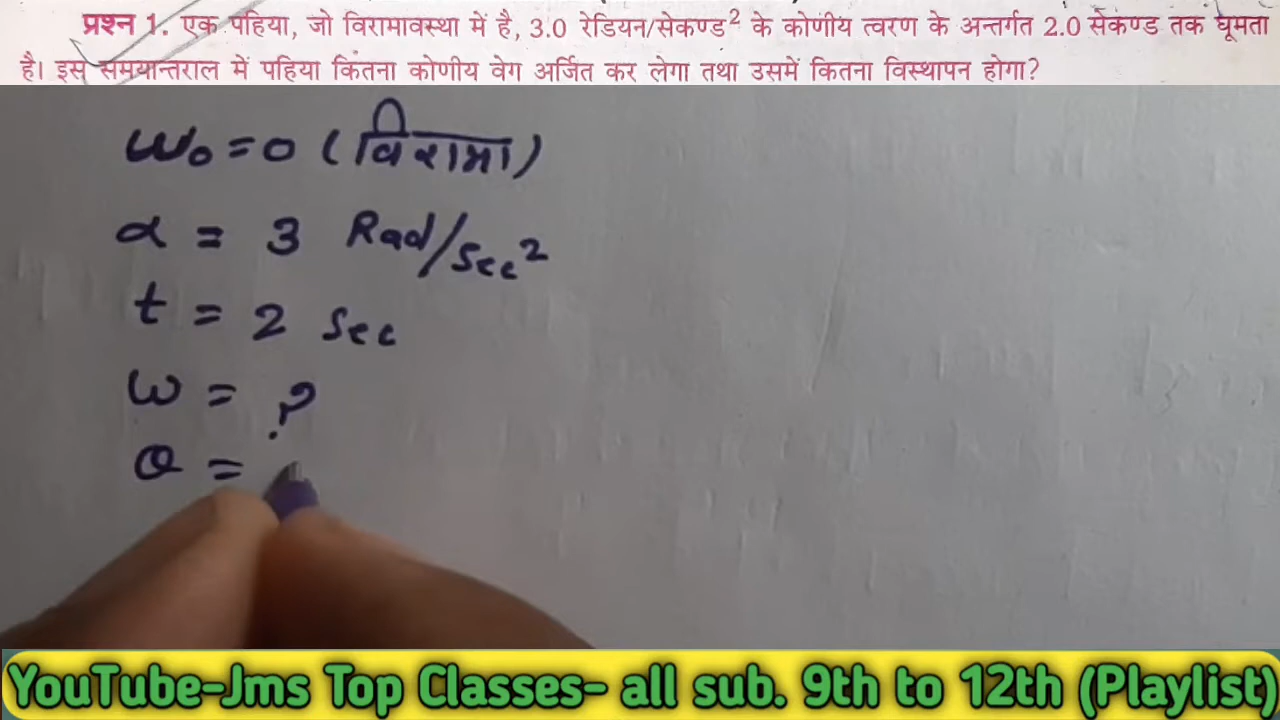 प्रश्न 1. एक पहिया, जो विरामावस्था में है, 3.0 रेडियन/सेकण्ड² के कोणीय त्वरण के अन्तर्गत 2.0 सेकण्ड तक घूमता
है। इस समयान्तराल में पहिया कितना कोणीय वेग अर्जित कर लेगा तथा उसमें कितना विस्थापन होगा?
ω₀ = 0 (विरामा)
α = 3 Rad/Sec²
t = 2 Sec
ω = ?
θ =
YouTube-Jms Top Classes- all sub. 9th to 12th (Playlist)